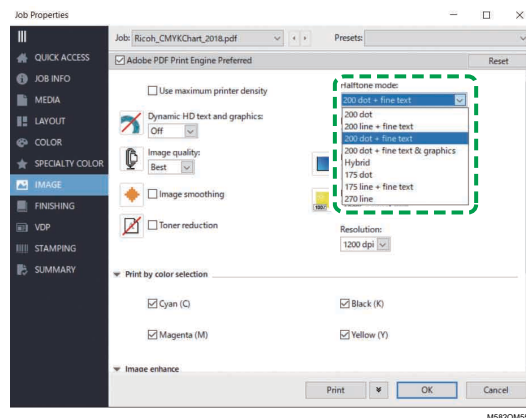 Job Properties
Job: Ricoh_CMYKChart_2018.pdf
Presets:
QUICK ACCESS
JOB INFO
MEDIA
LAYOUT
COLOR
SPECIALTY COLOR
IMAGE
FINISHING
VDP
STAMPING
SUMMARY
Adobe PDF Print Engine Preferred
Reset
Use maximum printer density
Dynamic HD text and graphics:
Off
Image quality:
Best
Image smoothing
Toner reduction
Halftone mode:
200 dot + fine text
200 dot
200 line + fine text
200 dot + fine text
200 dot + fine text & graphics
Hybrid
175 dot
175 line + fine text
270 line
Resolution:
1200 dpi
Print by color selection
Cyan (C)
Black (K)
Magenta (M)
Yellow (Y)
Image enhance
Print
OK
Cancel